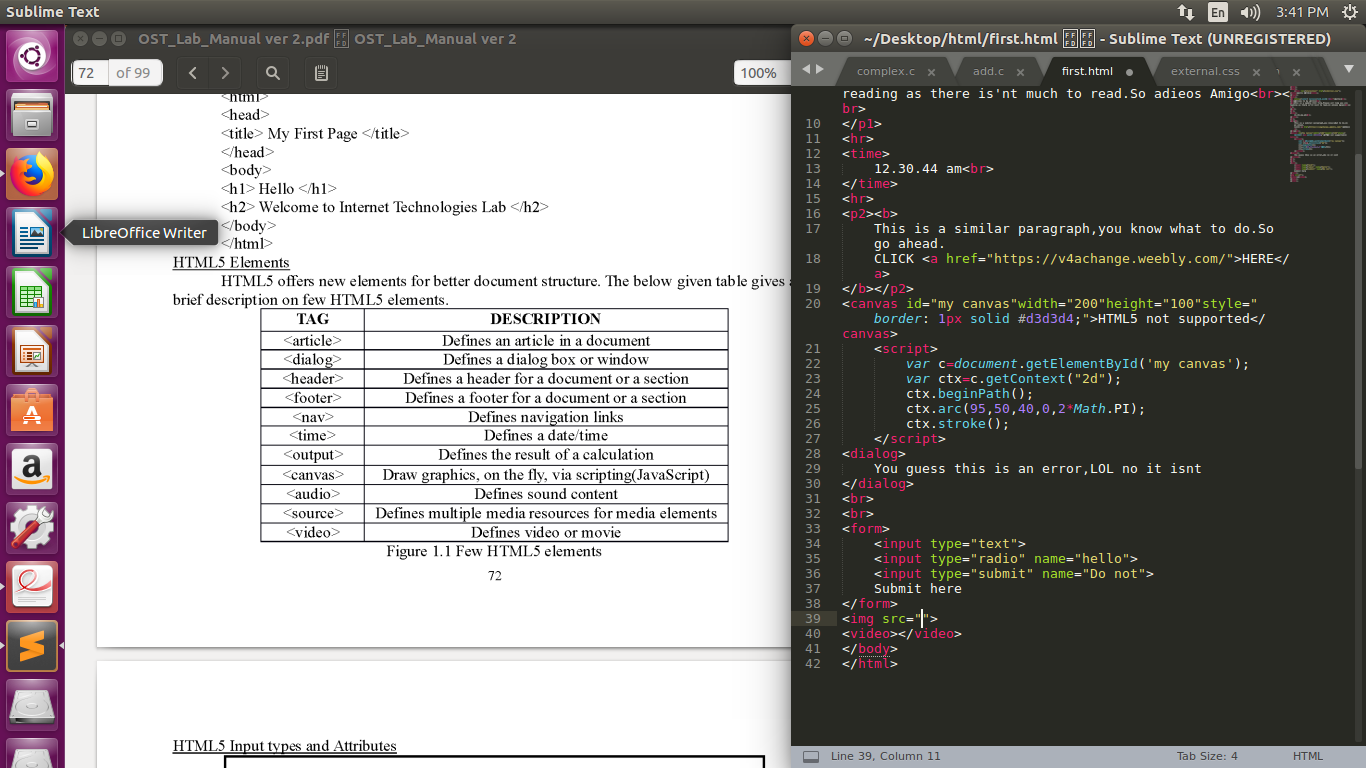 Sublime Text
En
3:41 PM
OST_Lab_Manual ver 2.pdf FFFD OST_Lab_Manual ver 2
72 of 99
100%
<html>
<head>
<title> My First Page </title>
</head>
<body>
<h1> Hello </h1>
<h2> Welcome to Internet Technologies Lab </h2>
</body>
</html>
LibreOffice Writer
HTML5 Elements
HTML5 offers new elements for better document structure. The below given table gives a
brief description on few HTML5 elements.
TAG DESCRIPTION
<article> Defines an article in a document
<dialog> Defines a dialog box or window
<header> Defines a header for a document or a section
<footer> Defines a footer for a document or a section
<nav> Defines navigation links
<time> Defines a date/time
<output> Defines the result of a calculation
<canvas> Draw graphics, on the fly, via scripting(JavaScript)
<audio> Defines sound content
<source> Defines multiple media resources for media elements
<video> Defines video or movie
Figure 1.1 Few HTML5 elements
72
HTML5 Input types and Attributes
~/Desktop/html/first.html FFFD FFFD - Sublime Text (UNREGISTERED)
complex.c add.c first.html external.css
reading as there is'nt much to read.So adieos Amigo<br><
br>
10 </p1>
11 <hr>
12 <time>
13 12.30.44 am<br>
14 </time>
15 <hr>
16 <p2><b>
17 This is a similar paragraph,you know what to do.So
go ahead.
18 CLICK <a href="https://v4achange.weebly.com/">HERE</
a>
19 </b></p2>
20 <canvas id="my canvas"width="200"height="100"style="
border: 1px solid #d3d3d4;">HTML5 not supported</
canvas>
21 <script>
22 var c=document.getElementById('my canvas');
23 var ctx=c.getContext("2d");
24 ctx.beginPath();
25 ctx.arc(95,50,40,0,2*Math.PI);
26 ctx.stroke();
27 </script>
28 <dialog>
29 You guess this is an error,LOL no it isnt
30 </dialog>
31 <br>
32 <br>
33 <form>
34 <input type="text">
35 <input type="radio" name="hello">
36 <input type="submit" name="Do not">
37 Submit here
38 </form>
39 <img src="">
40 <video></video>
41 </body>
42 </html>
Line 39, Column 11
Tab Size: 4
HTML